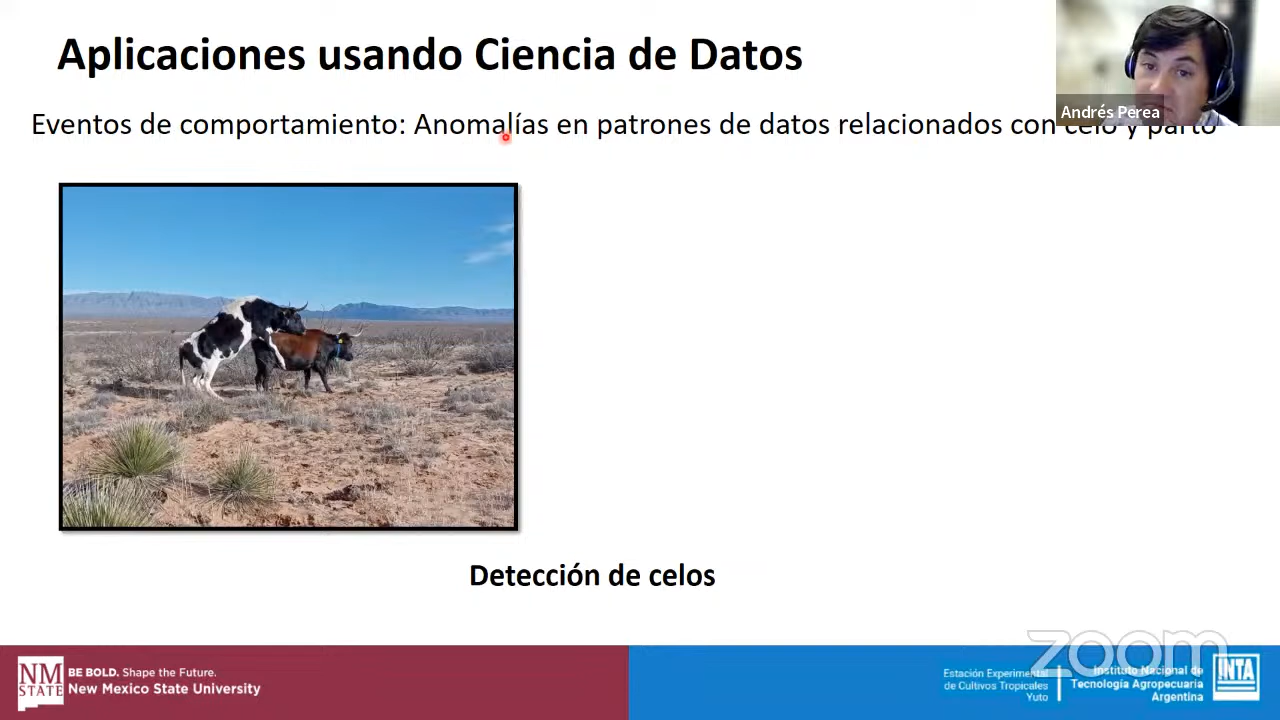 Aplicaciones usando Ciencia de Datos
Andrés Perea
Eventos de comportamiento: Anomalías en patrones de datos relacionados con celo y parto
Detección de celos
zoom
NM
STATE
BE BOLD. Shape the Future.
New Mexico State University
Estación Experimental
de Cultivos Tropicales
Yuto
Instituto Nacional de
Tecnología Agropecuaria
Argentina
INTA